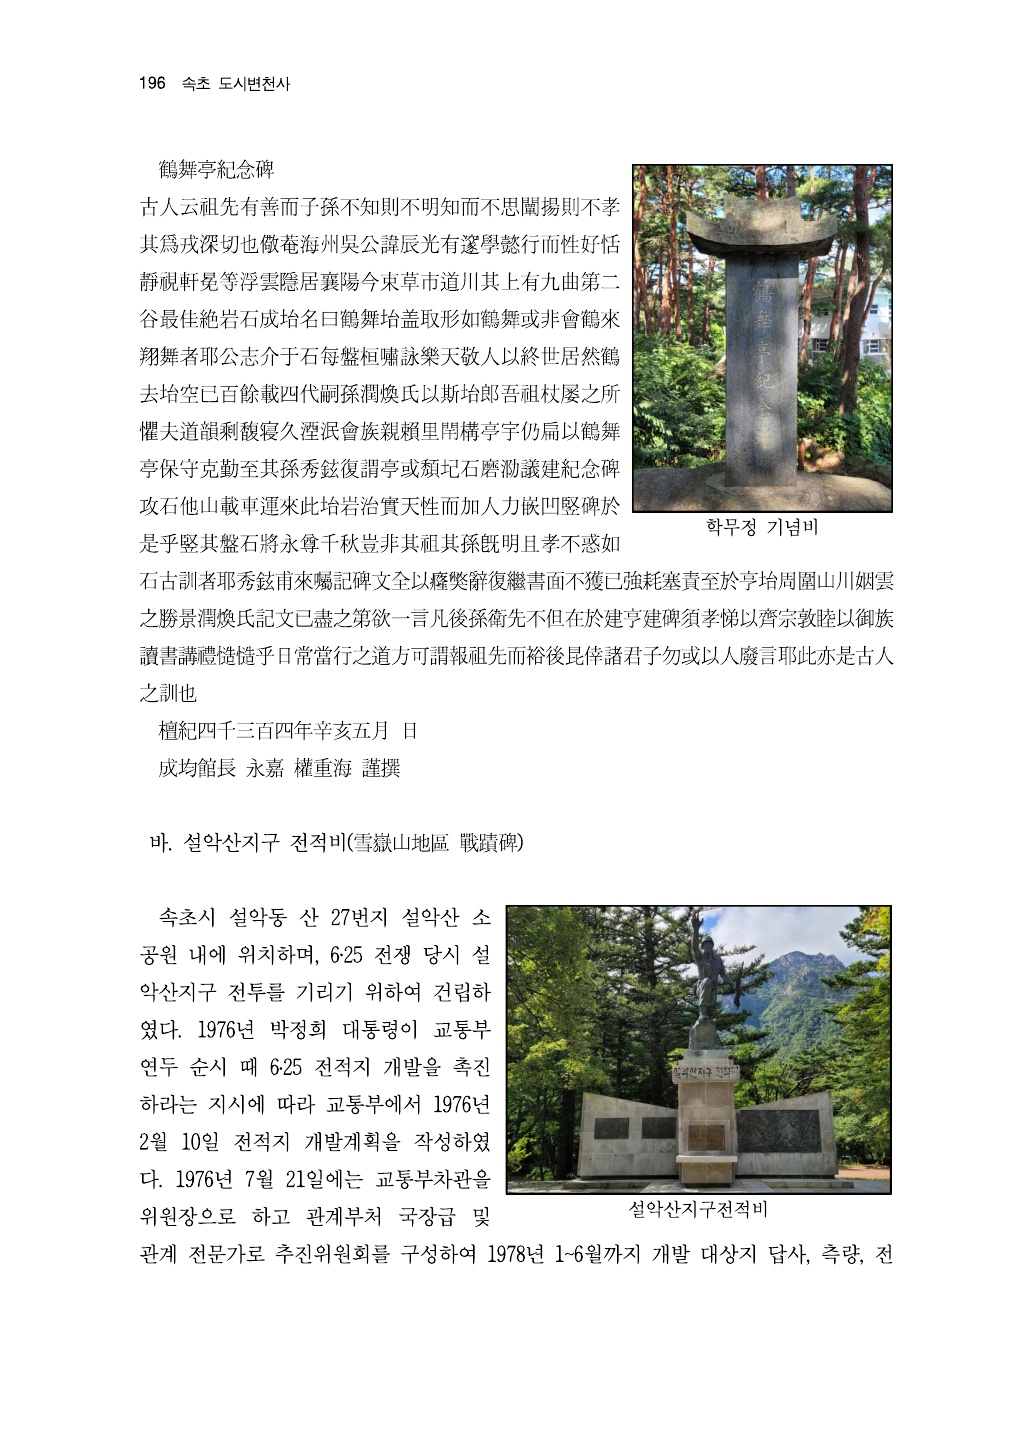 196 속초 도시변천사
鶴舞亭紀念碑
古人云祖先有善而子孫不知則不明知而不思闡揚則不孝
其爲戎深切也儆菴海州吳公諱辰光有邃學懿行而性好恬
靜視軒冕等浮雲隱居襄陽今束草市道川其上有九曲第二
谷最佳絶岩石成坮名曰鶴舞坮盖取形如鶴舞或非會鶴來
翔舞者耶公志介于石每盤桓嘯詠樂天敬人以終世居然鶴
去坮空已百餘載四代嗣孫潤煥氏以斯坮郎吾祖杖屨之所
懼夫道韻剩馥寢久湮泯會族親賴里閈構亭宇仍扁以鶴舞
亭保守克勤至其孫秀鉉復謂亭或頹圮石磨泐議建紀念碑
攻石他山載車運來此坮岩治實天性而加人力嵌凹竪碑於
是乎竪其盤石將永尊千秋豈非其祖其孫旣明且孝不惑如
石古訓者耶秀鉉甫來囑記碑文全以癃獘辭復繼書面不獲已強耗塞責至於亭坮周圍山川姻雲
之勝景潤煥氏記文已盡之第欲一言凡後孫衛先不但在於建亨建碑須孝悌以齊宗敦睦以御族
讀書講禮慥慥乎日常當行之道方可謂報祖先而裕後昆倖諸君子勿或以人廢言耶此亦是古人
之訓也
檀紀四千三百四年辛亥五月 日
成均館長 永嘉 權重海 謹撰
鶴舞亭紀念碑
학무정 기념비
바. 설악산지구 전적비(雪嶽山地區 戰蹟碑)
속초시 설악동 산 27번지 설악산 소
공원 내에 위치하며, 6·25 전쟁 당시 설
악산지구 전투를 기리기 위하여 건립하
였다. 1976년 박정희 대통령이 교통부
연두 순시 때 6·25 전적지 개발을 촉진
하라는 지시에 따라 교통부에서 1976년
2월 10일 전적지 개발계획을 작성하였
다. 1976년 7월 21일에는 교통부차관을
위원장으로 하고 관계부처 국장급 및
설악산지구 전적비
설악산지구전적비
관계 전문가로 추진위원회를 구성하여 1978년 1~6월까지 개발 대상지 답사, 측량, 전